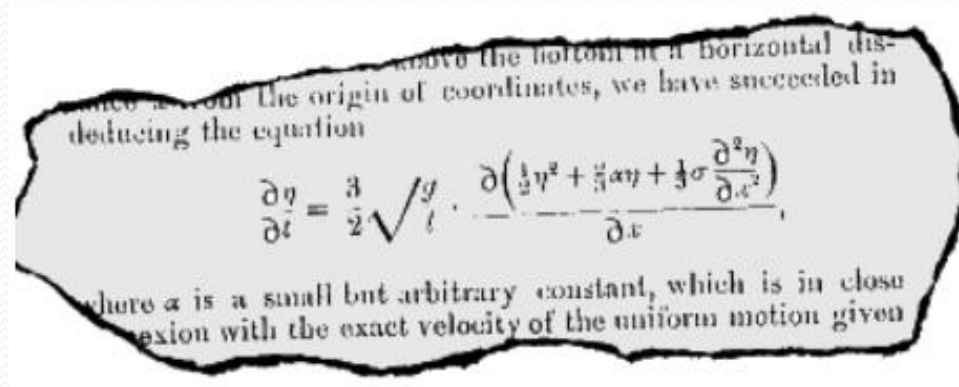 above the bottom at a horizontal dis-
from the origin of coordinates, we have succeeded in
deducing the equation
∂η/∂t = 3/2 √(g/l) · ∂(½η² + ⅔αη + ⅓σ ∂²η/∂x²)/∂x,
where α is a small but arbitrary constant, which is in close
exion with the exact velocity of the uniform motion given